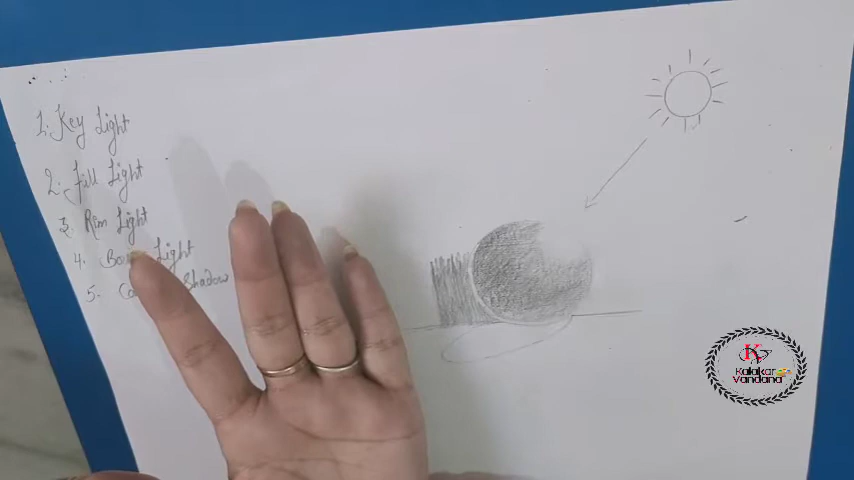 1. Key Light
2. Fill Light
3. Rim Light
4. Light
5. Shadow
Kalakar
Vandana